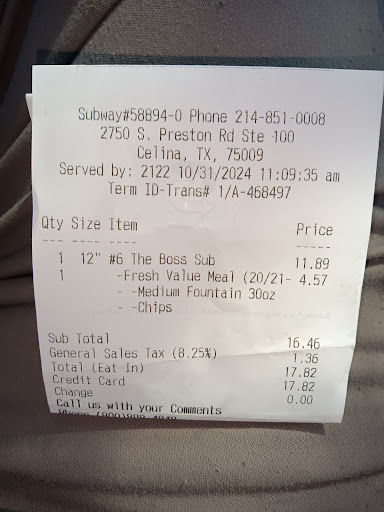 Subway#58894-0 Phone 214-851-0008
2750 S. Preston Rd Ste 100
Celina, TX, 75009
Served by: 2122 10/31/2024 11:09:35 am
Term ID-Trans# 1/A-468497
Qty Size Item Price
--- ---- ---- -----
1 12" #6 The Boss Sub 11.89
1 -Fresh Value Meal (20/21- 4.57
- -Medium Fountain 30oz
- -Chips
Sub Total 16.46
General Sales Tax (8.25%) 1.36
Total (Eat In) 17.82
Credit Card 17.82
Change 0.00
Call us with your Comments